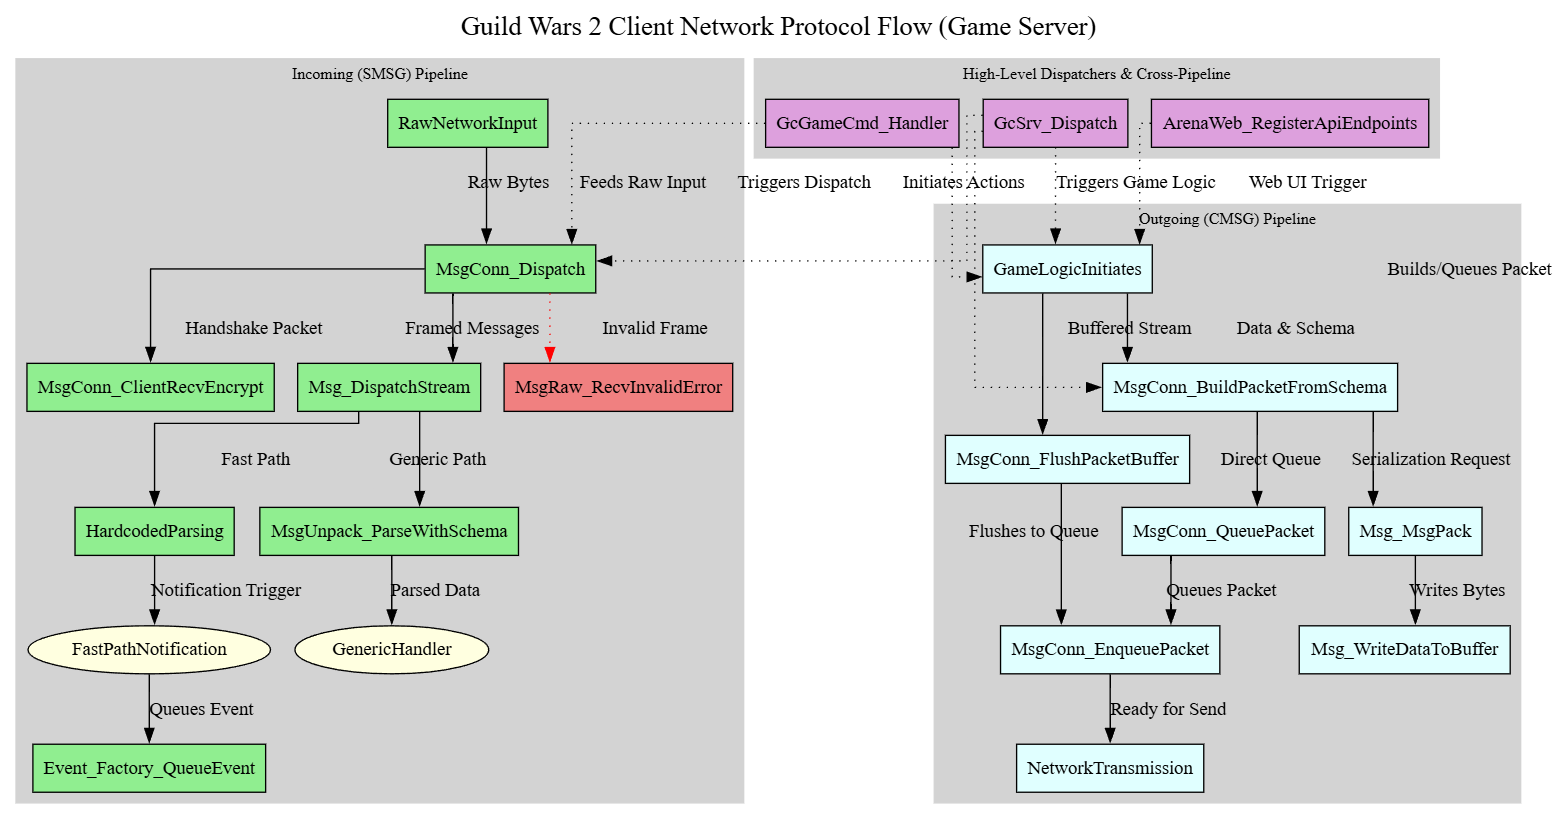 Guild Wars 2 Client Network Protocol Flow (Game Server)
Incoming (SMSG) Pipeline
High-Level Dispatchers & Cross-Pipeline
RawNetworkInput
GcGameCmd_Handler
GcSrv_Dispatch
ArenaWeb_RegisterApiEndpoints
Raw Bytes
Feeds Raw Input
Triggers Dispatch
Initiates Actions
Triggers Game Logic
Web UI Trigger
Outgoing (CMSG) Pipeline
MsgConn_Dispatch
GameLogicInitiates
Builds/Queues Packet
Handshake Packet
Framed Messages
Invalid Frame
Buffered Stream
Data & Schema
MsgConn_ClientRecvEncrypt
Msg_DispatchStream
MsgRaw_RecvInvalidError
MsgConn_BuildPacketFromSchema
Fast Path
Generic Path
MsgConn_FlushPacketBuffer
Direct Queue
Serialization Request
HardcodedParsing
MsgUnpack_ParseWithSchema
Flushes to Queue
MsgConn_QueuePacket
Msg_MsgPack
Notification Trigger
Parsed Data
Queues Packet
Writes Bytes
FastPathNotification
GenericHandler
MsgConn_EnqueuePacket
Msg_WriteDataToBuffer
Queues Event
Ready for Send
Event_Factory_QueueEvent
NetworkTransmission